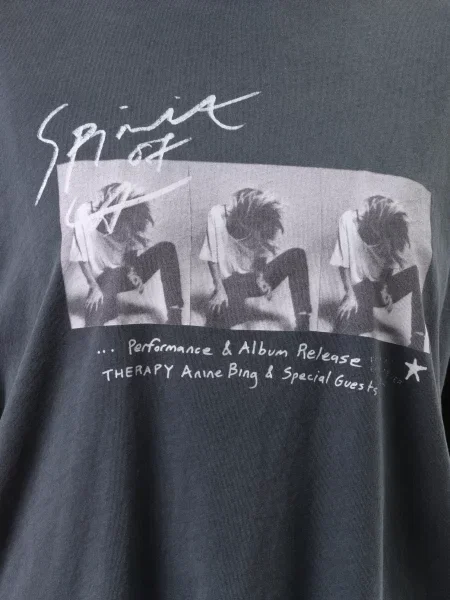 Spirit
of
... Performance & Album Release
THERAPY Anine Bing & Special Guests